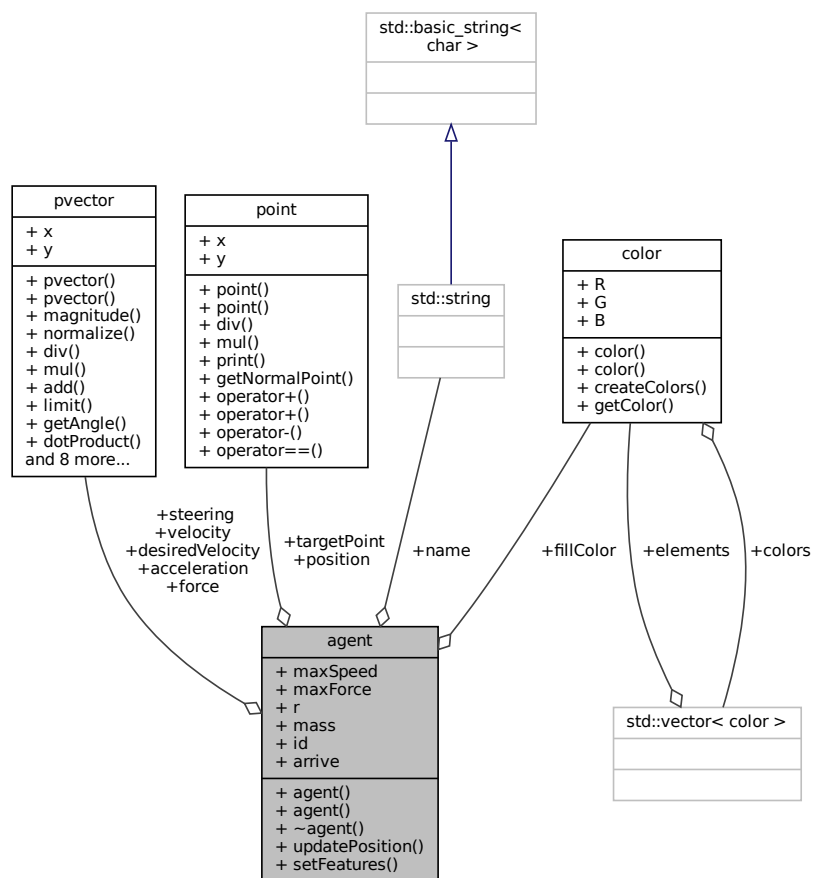 std::basic_string<
char >
pvector
+ x
+ y
+ pvector()
+ pvector()
+ magnitude()
+ normalize()
+ div()
+ mul()
+ add()
+ limit()
+ getAngle()
+ dotProduct()
and 8 more...
point
+ x
+ y
+ point()
+ point()
+ div()
+ mul()
+ print()
+ getNormalPoint()
+ operator+()
+ operator+()
+ operator-()
+ operator==()
std::string
color
+ R
+ G
+ B
+ color()
+ color()
+ createColors()
+ getColor()
+steering
+velocity
+desiredVelocity
+acceleration
+force
+targetPoint
+position
+name
+fillColor
+elements
+colors
agent
+ maxSpeed
+ maxForce
+ r
+ mass
+ id
+ arrive
+ agent()
+ agent()
+ ~agent()
+ updatePosition()
+ setFeatures()
std::vector< color >